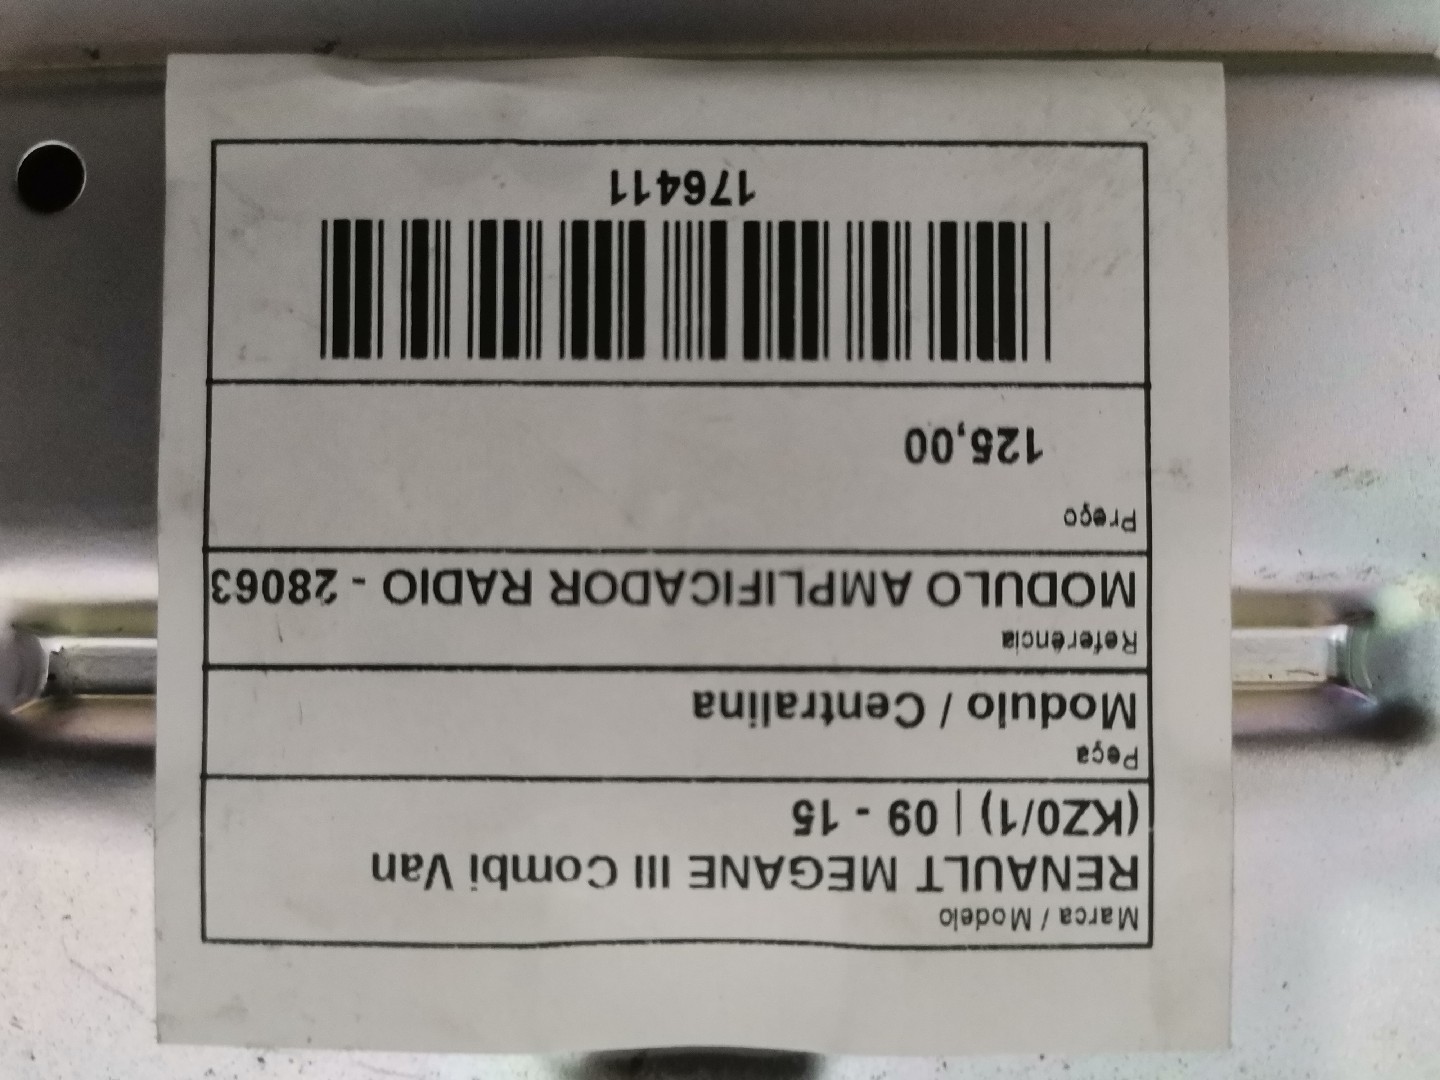 Marca / Modelo
RENAULT MEGANE III Combi Van
(KZ0/1) | 09 - 15
Peça
Modulo / Centralina
Referência
MODULO AMPLIFICADOR RADIO - 28063
Preço
125,00
176411